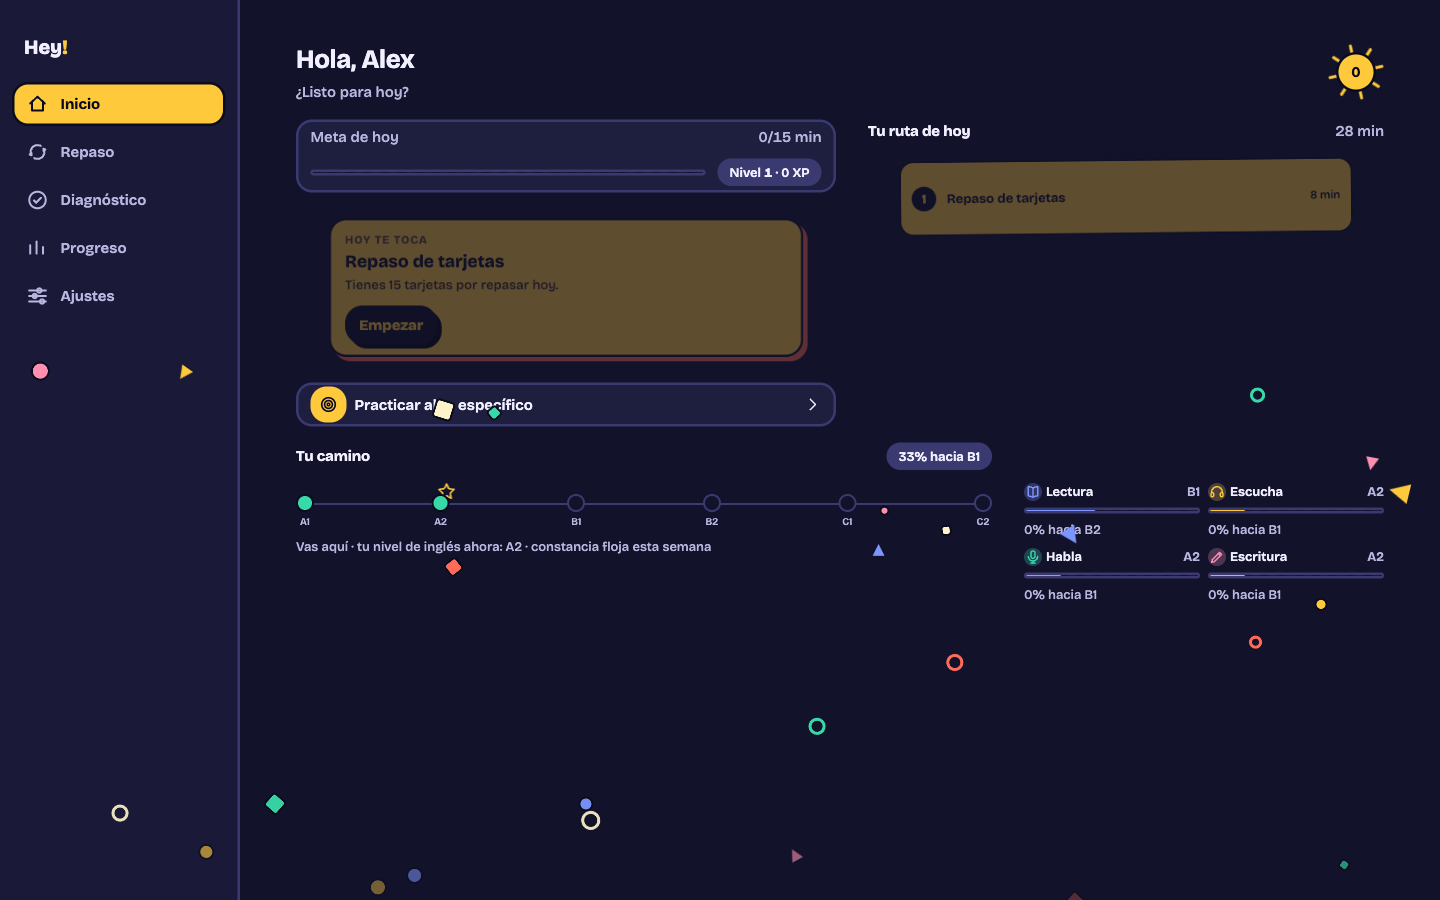 Hey!
Inicio
Repaso
Diagnóstico
Progreso
Ajustes
Hola, Alex
¿Listo para hoy?
0
Meta de hoy 0/15 min
Nivel 1 · 0 XP
HOY TE TOCA
Repaso de tarjetas
Tienes 15 tarjetas por repasar hoy.
Empezar
Practicar específico
Tu ruta de hoy 28 min
1 Repaso de tarjetas 8 min
Tu camino 33% hacia B1
A1 A2 B1 B2 C1 C2
Vas aquí · tu nivel de inglés ahora: A2 · constancia floja esta semana
Lectura B1
0% hacia B2
Escucha A2
0% hacia B1
Habla A2
0% hacia B1
Escritura A2
0% hacia B1